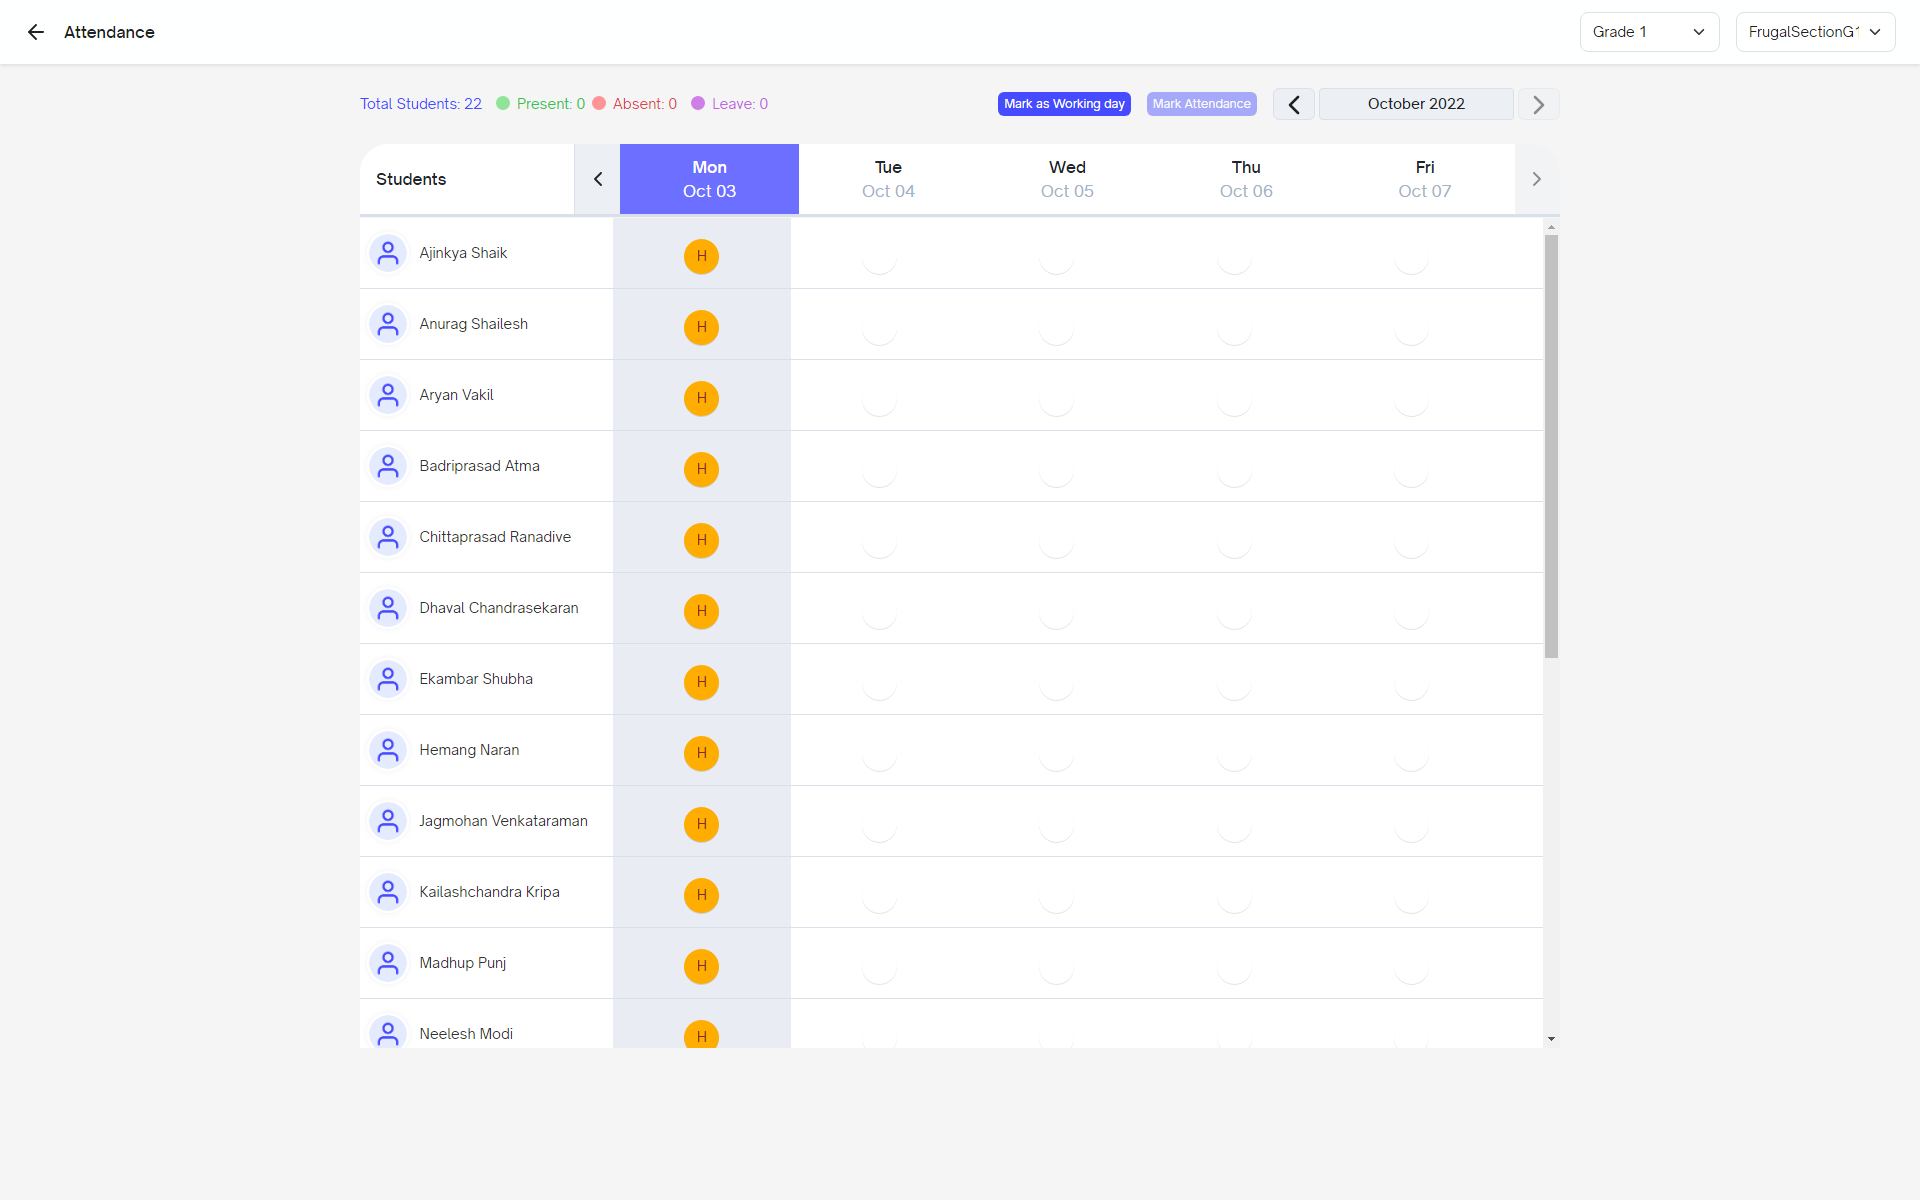 Attendance
Grade 1
FrugalSectionG1
Total Students: 22
Present: 0
Absent: 0
Leave: 0
Mark as Working day
Mark Attendance
October 2022
Students
Mon
Oct 03
Tue
Oct 04
Wed
Oct 05
Thu
Oct 06
Fri
Oct 07
Ajinkya Shaik
H
Anurag Shailesh
H
Aryan Vakil
H
Badriprasad Atma
H
Chittaprasad Ranadive
H
Dhaval Chandrasekaran
H
Ekambar Shubha
H
Hemang Naran
H
Jagmohan Venkataraman
H
Kailashchandra Kripa
H
Madhup Punj
H
Neelesh Modi
H